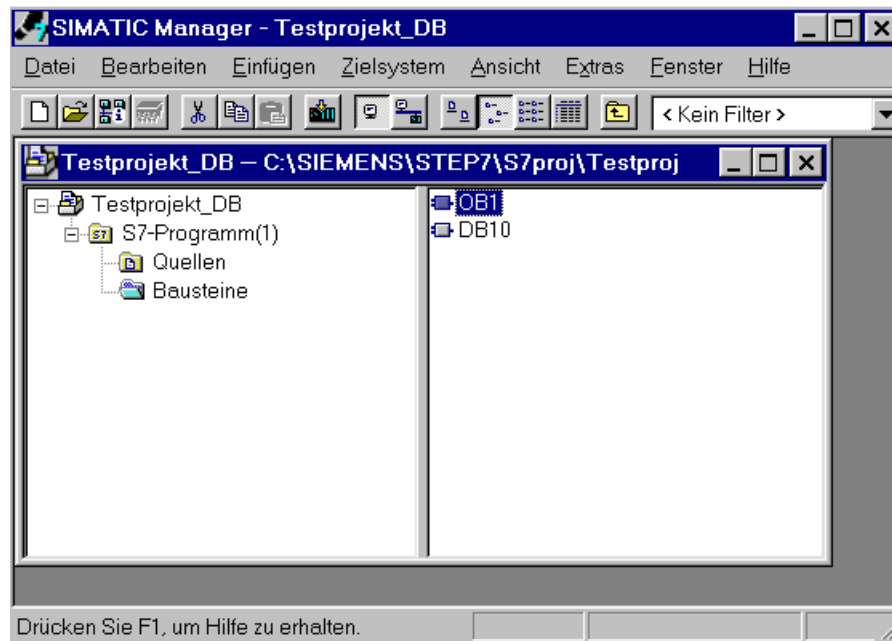 SIMATIC Manager - Testprojekt_DB
Datei Bearbeiten Einfügen Zielsystem Ansicht Extras Fenster Hilfe
< Kein Filter >
Testprojekt_DB — C:\SIEMENS\STEP7\S7proj\Testproj
Testprojekt_DB
S7-Programm(1)
Quellen
Bausteine
OB1
DB10
Drücken Sie F1, um Hilfe zu erhalten.